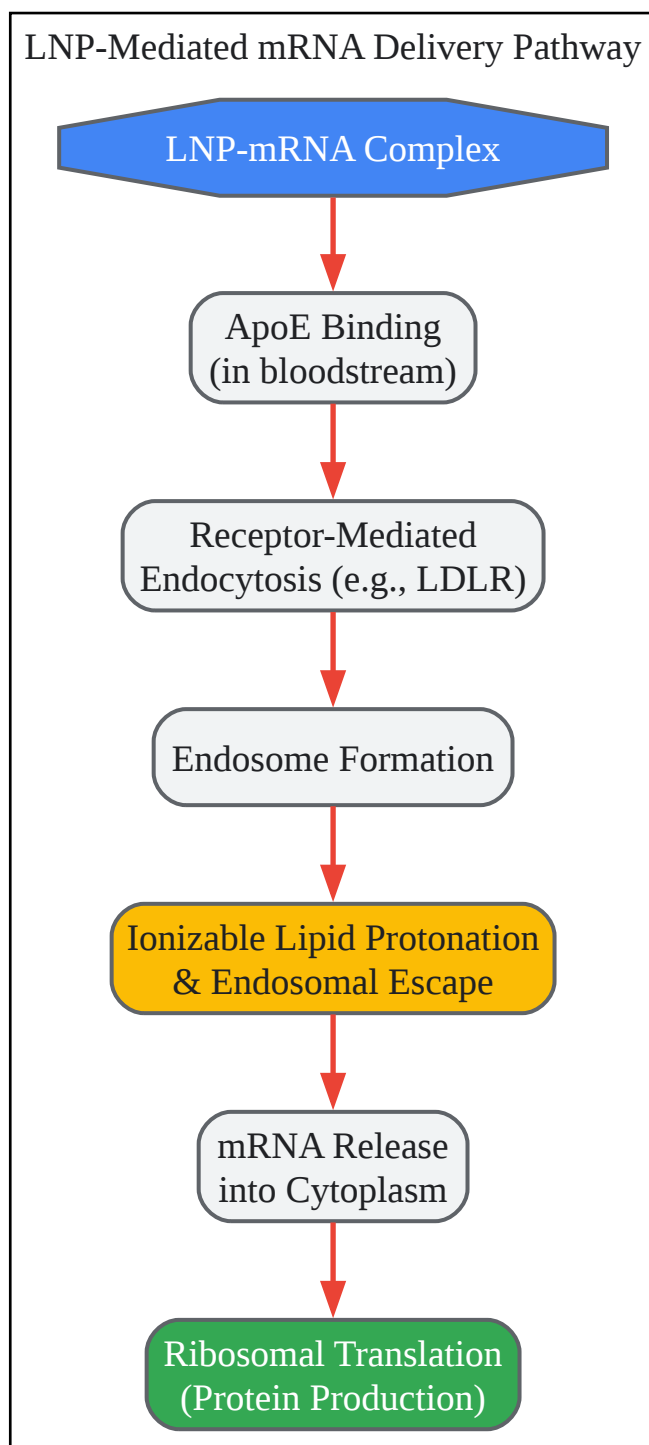 LNP-Mediated mRNA Delivery Pathway
LNP-mRNA Complex
ApoE Binding
(in bloodstream)
Receptor-Mediated
Endocytosis (e.g., LDLR)
Endosome Formation
Ionizable Lipid Protonation
& Endosomal Escape
mRNA Release
into Cytoplasm
Ribosomal Translation
(Protein Production)